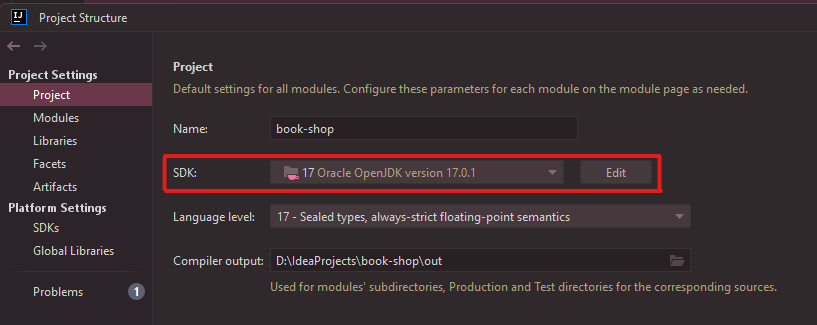 IJ
Project Structure
Project Settings
Project
Modules
Libraries
Facets
Artifacts
Platform Settings
SDKs
Global Libraries
Problems 1
Project
Default settings for all modules. Configure these parameters for each module on the module page as needed.
Name: book-shop
SDK: 17 Oracle OpenJDK version 17.0.1 Edit
Language level: 17 - Sealed types, always-strict floating-point semantics
Compiler output: D:\IdeaProjects\book-shop\out
Used for modules' subdirectories, Production and Test directories for the corresponding sources.